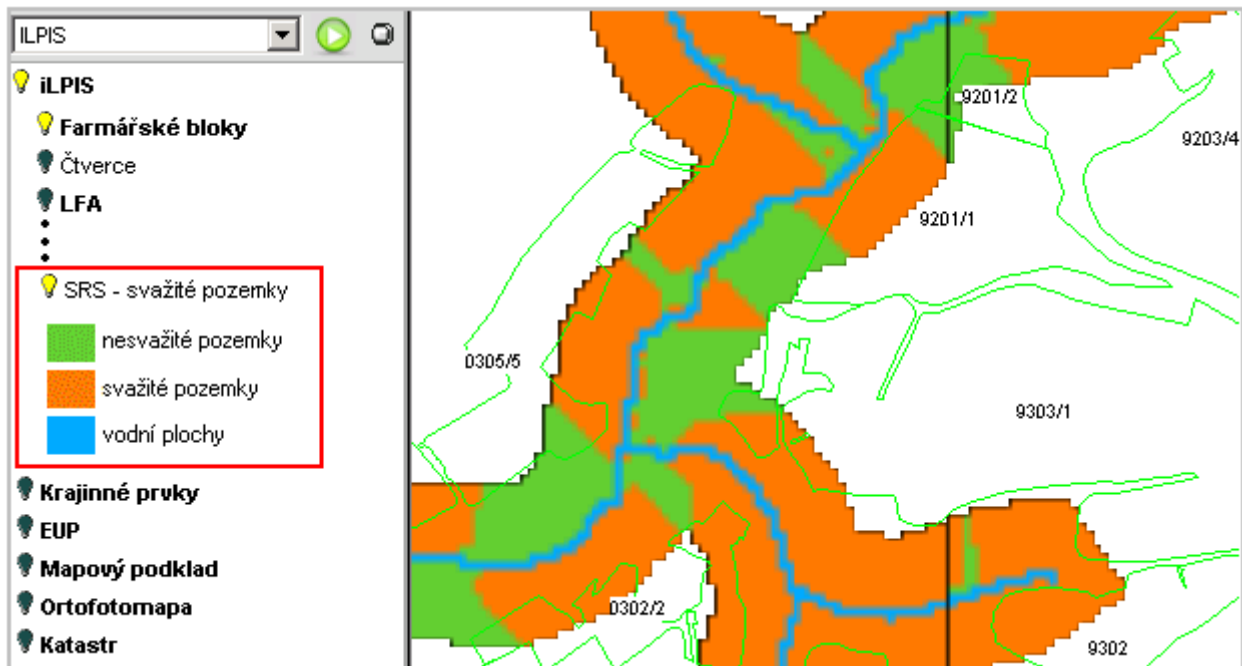 ILPIS
iLPIS
Farmářské bloky
Čtverce
LFA
SRS - svažité pozemky
nesvažité pozemky
svažité pozemky
vodní plochy
Krajinné prvky
EUP
Mapový podklad
Ortofotomapa
Katastr
9201/2
9203/4
9201/1
0305/5
9303/1
0302/2
9302